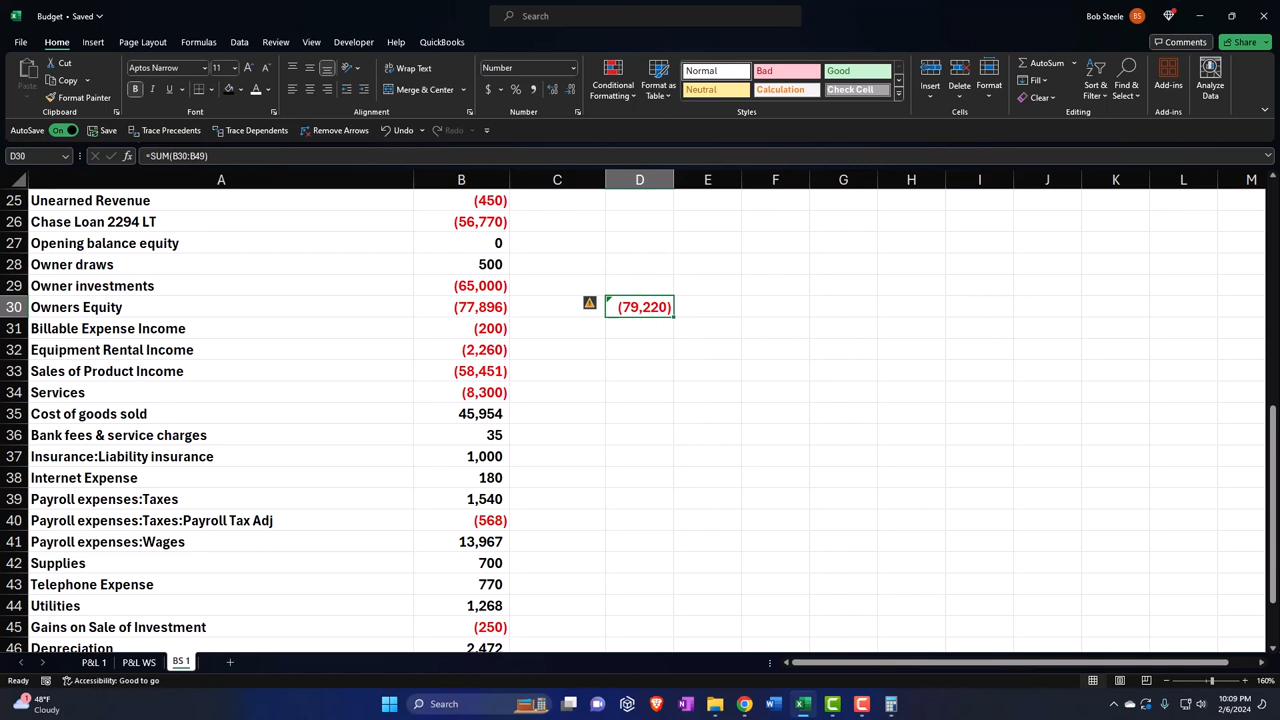 Budget • Saved
Search
Bob Steele BS
File Home Insert Page Layout Formulas Data Review View Developer Help QuickBooks
Comments Share
Paste Cut Copy Format Painter
Clipboard
Aptos Narrow 11
B I U A
Font
Wrap Text
Merge & Center
Alignment
Number
$ % ,
Number
Conditional Formatting Format as Table
Normal Bad Good
Neutral Calculation Check Cell
Styles
Insert Delete Format
Cells
AutoSum
Fill
Clear
Sort & Filter Find & Select
Editing
Add-ins
Add-ins
Analyze Data
AutoSave On Save Trace Precedents Trace Dependents Remove Arrows Undo Redo
D30 fx =SUM(B30:B49)
A B C D E F G H I J K L M
25 Unearned Revenue (450)
26 Chase Loan 2294 LT (56,770)
27 Opening balance equity 0
28 Owner draws 500
29 Owner investments (65,000)
30 Owners Equity (77,896) (79,220)
31 Billable Expense Income (200)
32 Equipment Rental Income (2,260)
33 Sales of Product Income (58,451)
34 Services (8,300)
35 Cost of goods sold 45,954
36 Bank fees & service charges 35
37 Insurance:Liability insurance 1,000
38 Internet Expense 180
39 Payroll expenses:Taxes 1,540
40 Payroll expenses:Taxes:Payroll Tax Adj (568)
41 Payroll expenses:Wages 13,967
42 Supplies 700
43 Telephone Expense 770
44 Utilities 1,268
45 Gains on Sale of Investment (250)
46 Depreciation 2,472
P&L 1 P&L WS BS 1
Ready Accessibility: Good to go 160%
48°F
Cloudy
Search
10:09 PM
2/6/2024